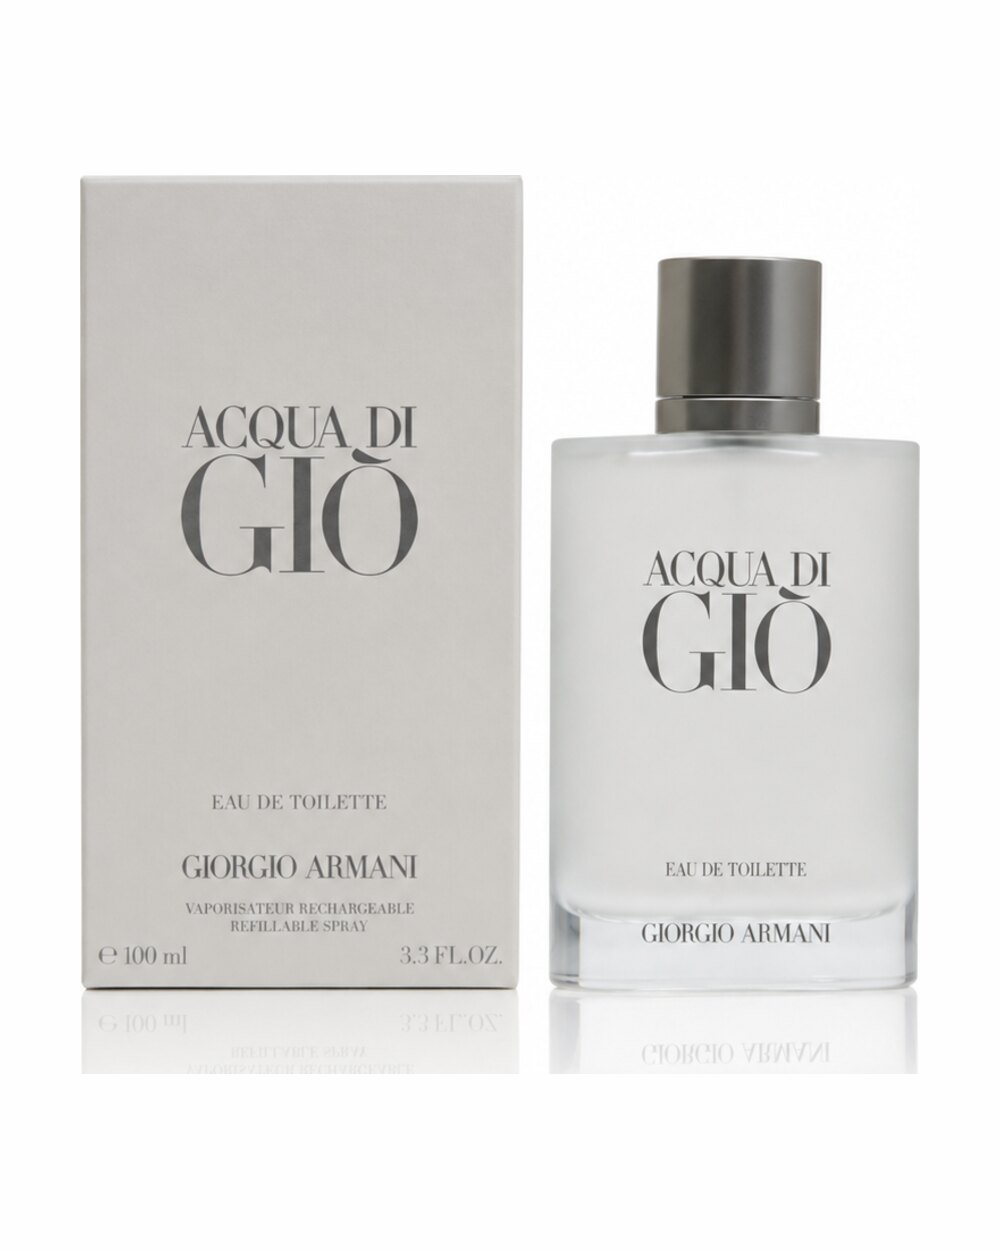 ACQUA DI
GIÒ
EAU DE TOILETTE
GIORGIO ARMANI
VAPORISATEUR RECHARGEABLE
REFILLABLE SPRAY
℮ 100 ml 3.3 FL.OZ.
ACQUA DI
GIÒ
EAU DE TOILETTE
GIORGIO ARMANI